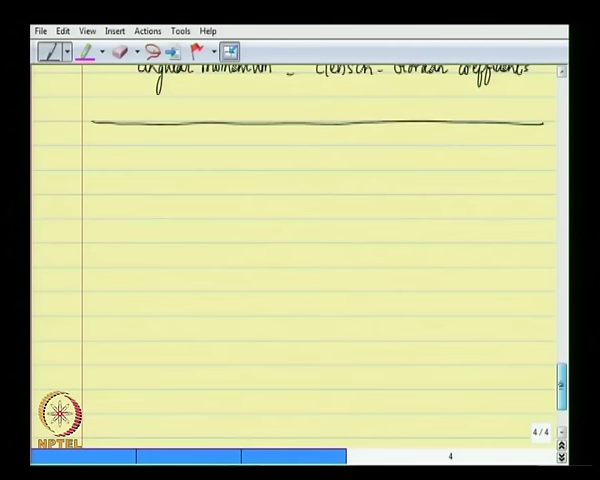 File Edit View Insert Actions Tools Help
angular momentum - Clebsch - Gordan coefficients
4/4
NPTEL
4